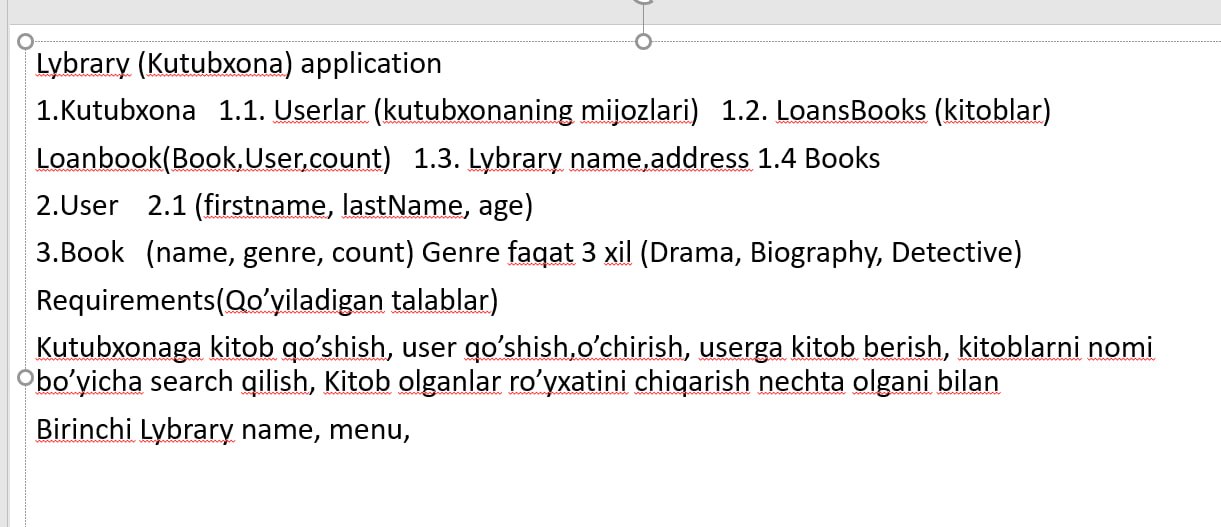 Lybrary (Kutubxona) application
1.Kutubxona 1.1. Userlar (kutubxonaning mijozlari) 1.2. LoansBooks (kitoblar)
Loanbook(Book,User,count) 1.3. Lybrary name,address 1.4 Books
2.User 2.1 (firstname, lastName, age)
3.Book (name, genre, count) Genre faqat 3 xil (Drama, Biography, Detective)
Requirements(Qo’yiladigan talablar)
Kutubxonaga kitob qo’shish, user qo’shish,o’chirish, userga kitob berish, kitoblarni nomi
bo’yicha search qilish, Kitob olganlar ro’yxatini chiqarish nechta olgani bilan
Birinchi Lybrary name, menu,